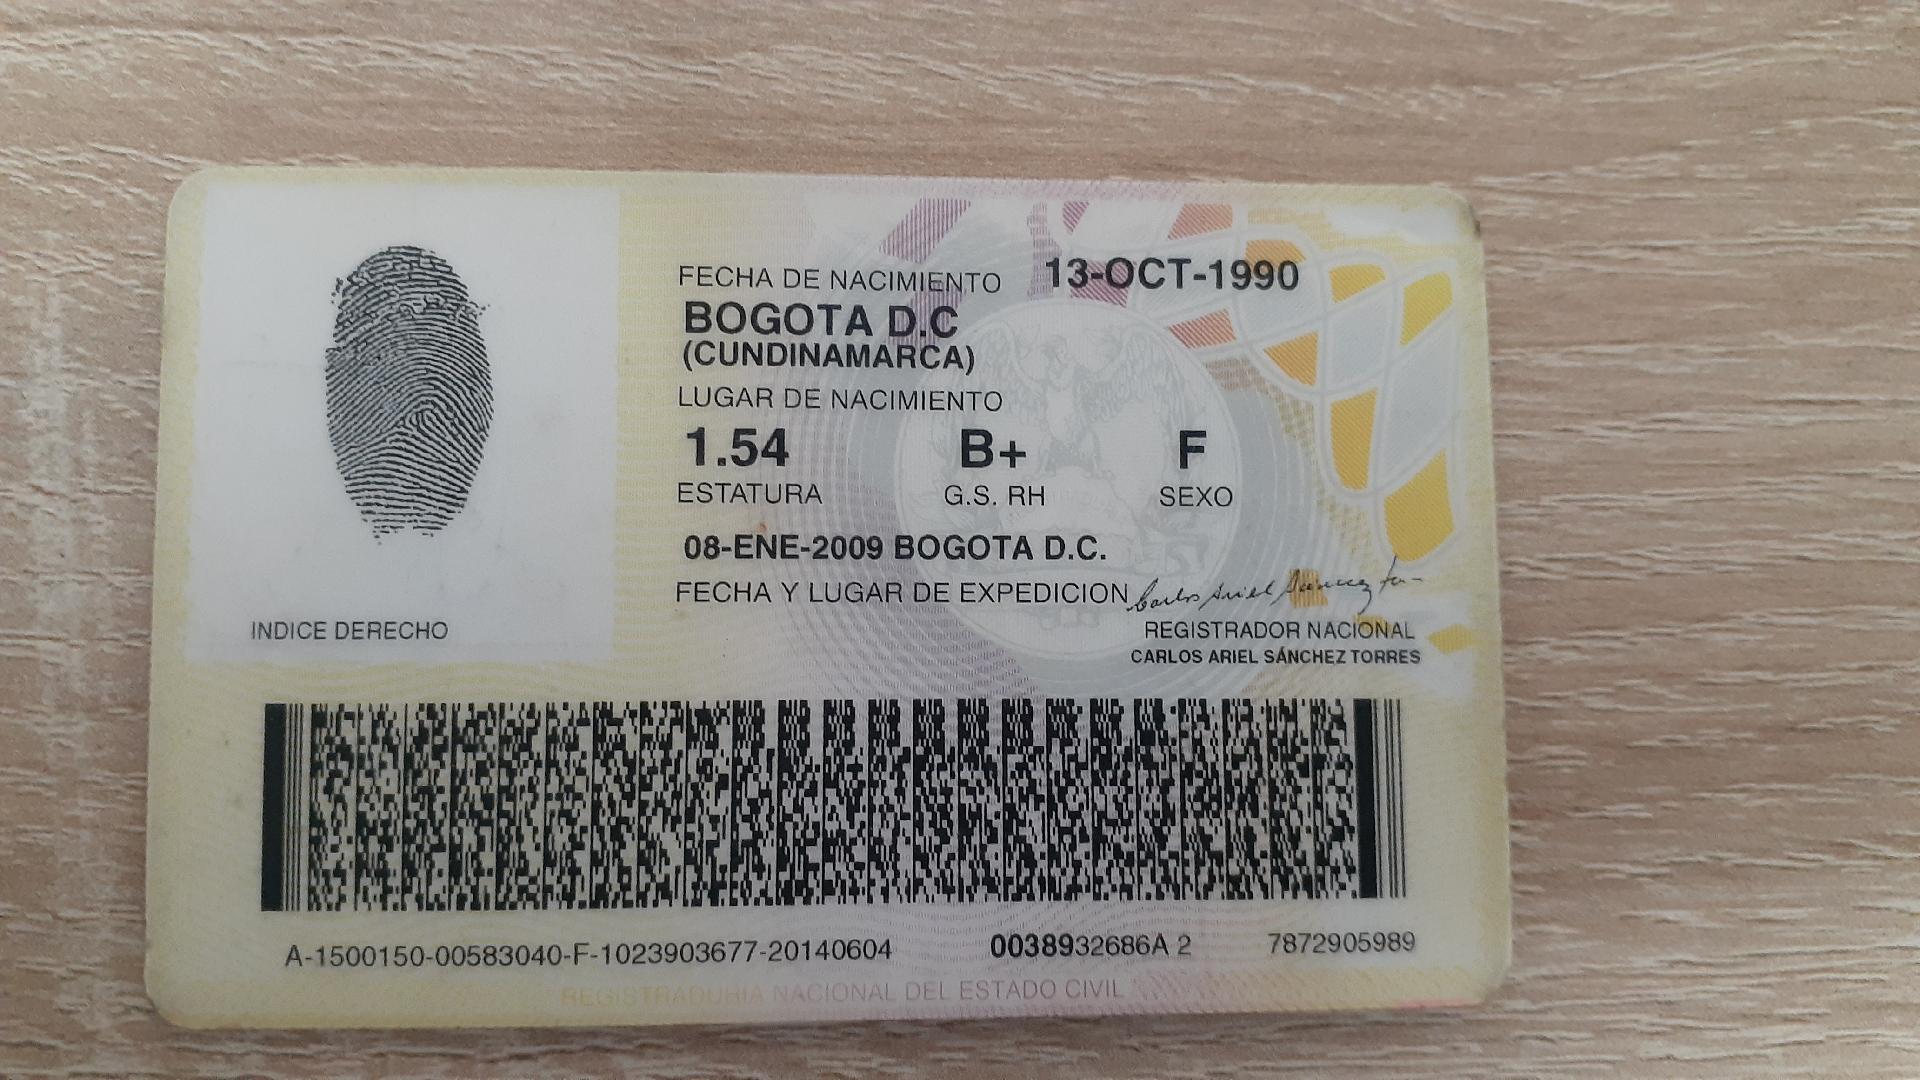 FECHA DE NACIMIENTO 13-OCT-1990
BOGOTA D.C
(CUNDINAMARCA)
LUGAR DE NACIMIENTO
1.54 B+ F
ESTATURA G.S. RH SEXO
08-ENE-2009 BOGOTA D.C.
FECHA Y LUGAR DE EXPEDICION
Carlos Ariel Sánchez To-
INDICE DERECHO
REGISTRADOR NACIONAL
CARLOS ARIEL SÁNCHEZ TORRES
A-1500150-00583040-F-1023903677-20140604 0038932686A 2 7872905989
REGISTRADURIA NACIONAL DEL ESTADO CIVIL